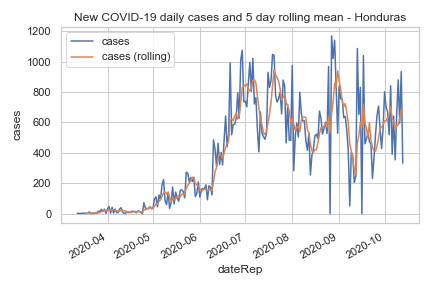 New COVID-19 daily cases and 5 day rolling mean - Honduras
1200
1000
800
600
400
200
0
cases
cases
cases (rolling)
2020-04
2020-05
2020-06
2020-07
2020-08
2020-09
2020-10
dateRep